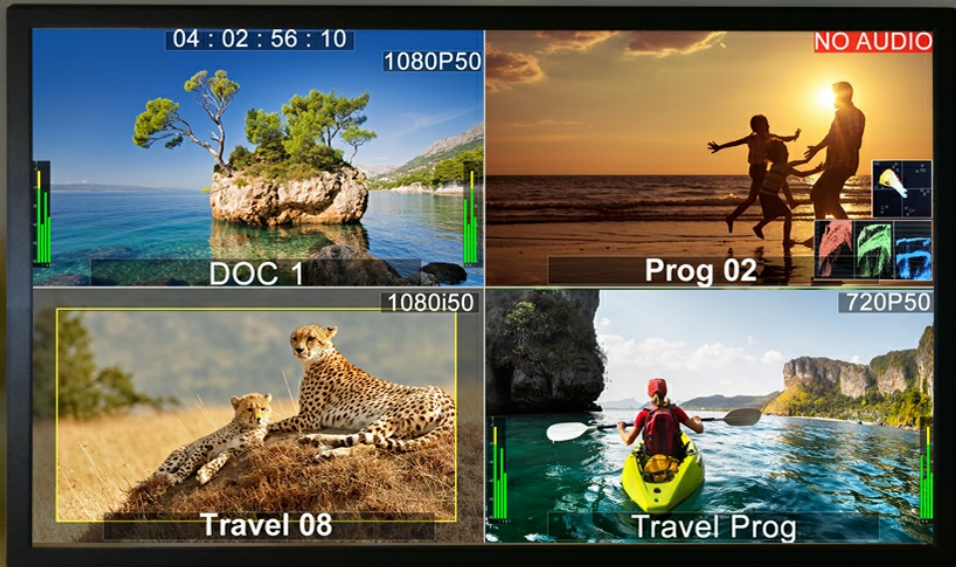 04 : 02 : 56 : 10
1080P50
DOC 1
NO AUDIO
Prog 02
1080i50
Travel 08
720P50
Travel Prog